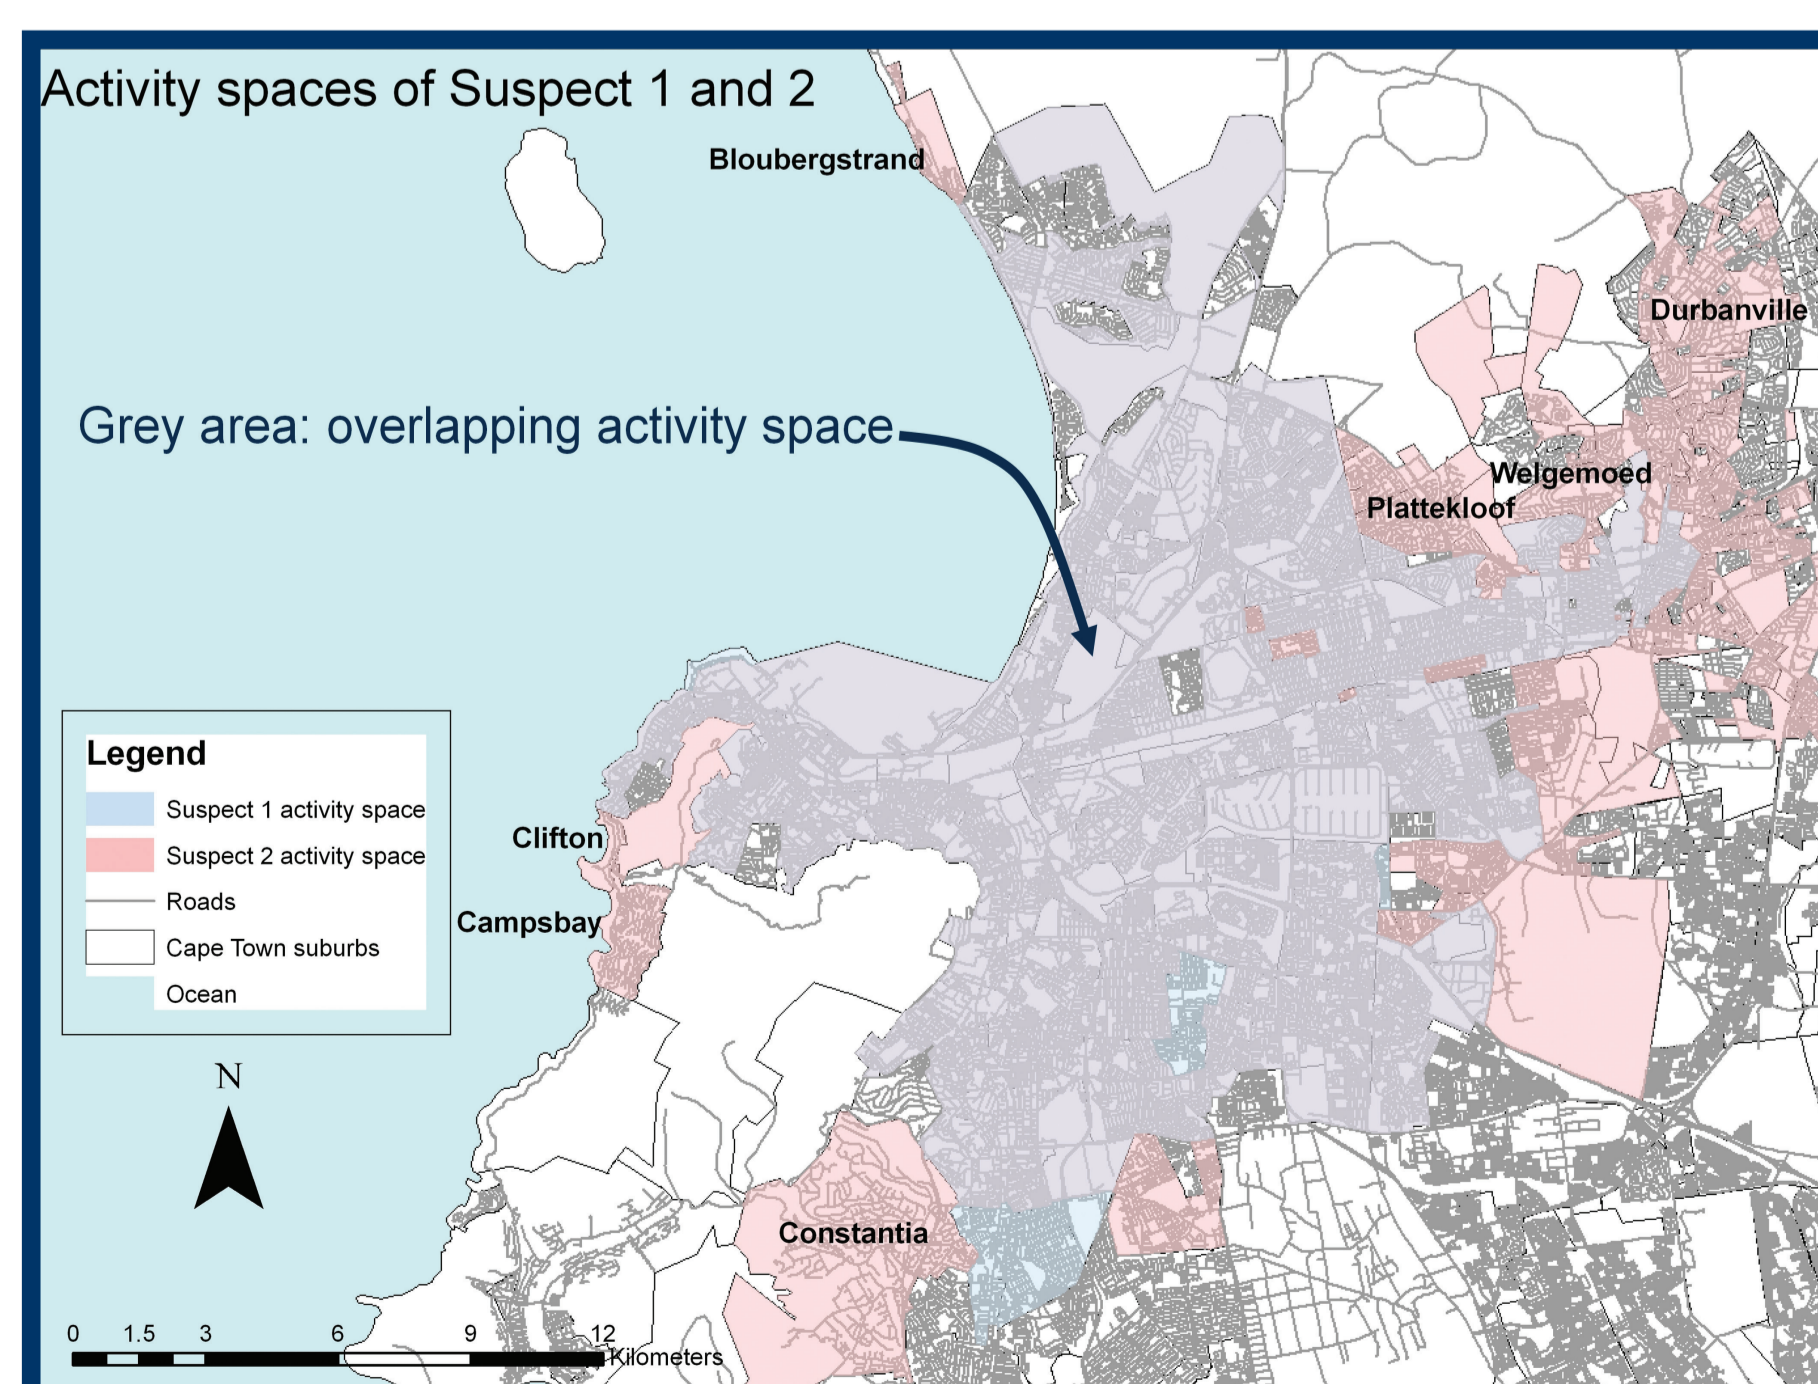 Activity spaces of Suspect 1 and 2
Bloubergstrand
Durbanville
Grey area: overlapping activity space
Welgemoed
Plattekloof
Legend
Suspect 1 activity space
Suspect 2 activity space
Roads
Cape Town suburbs
Ocean
Clifton
Campsbay
N
Constantia
0 1.5 3 6 9 12
Kilometers